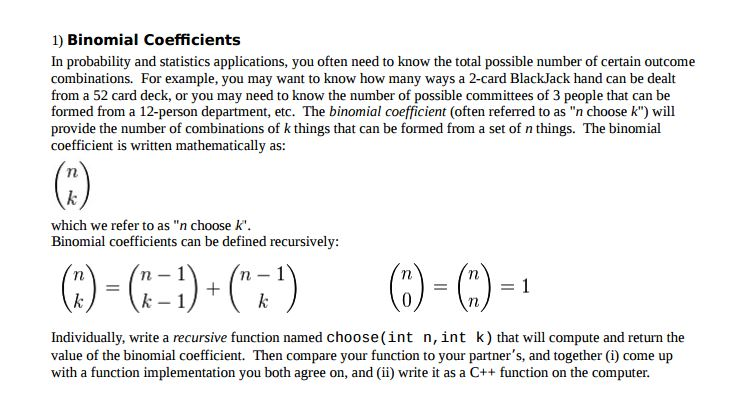 1) Binomial Coefficients
In probability and statistics applications, you often need to know the total possible number of certain outcome
combinations.  For example, you may want to know how many ways a 2-card BlackJack hand can be dealt
from a 52 card deck, or you may need to know the number of possible committees of 3 people that can be
formed from a 12-person department, etc.  The binomial coefficient (often referred to as "n choose k") will
provide the number of combinations of k things that can be formed from a set of n things.  The binomial
coefficient is written mathematically as:
(n
k)
which we refer to as "n choose k".
Binomial coefficients can be defined recursively:
(n k) = (n − 1 k − 1) + (n − 1 k) (n 0) = (n n) = 1
Individually, write a recursive function named choose(int n,int k) that will compute and return the
value of the binomial coefficient.  Then compare your function to your partner's, and together (i) come up
with a function implementation you both agree on, and (ii) write it as a C++ function on the computer.